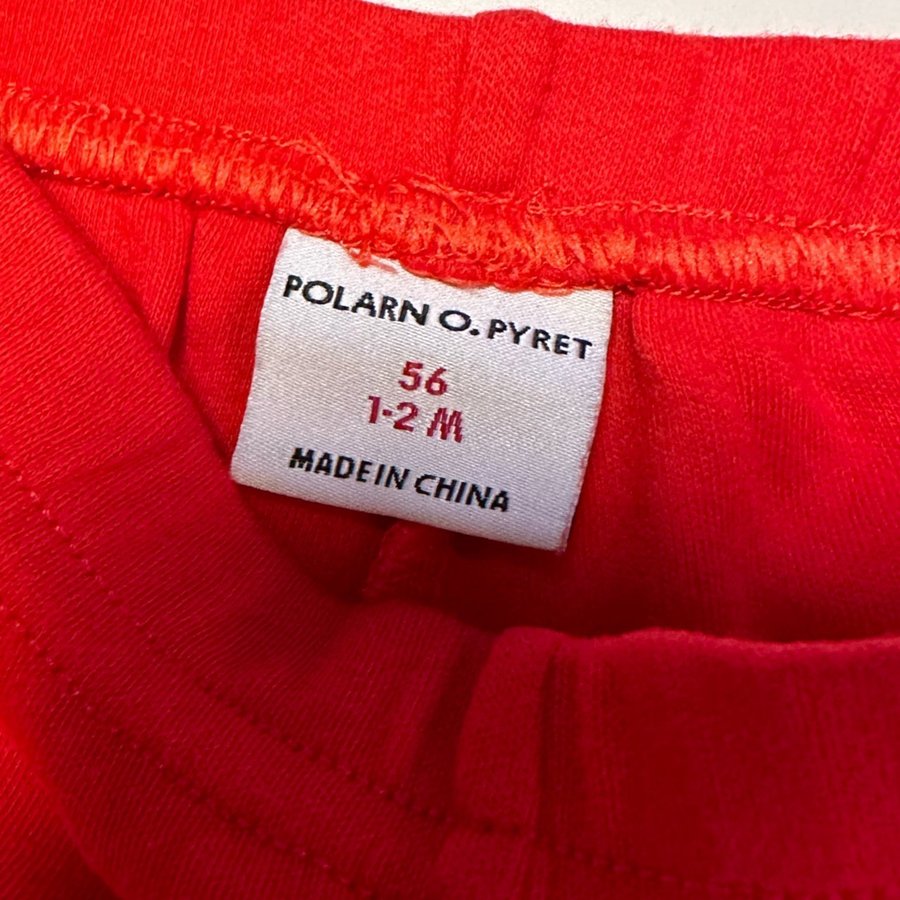 POLARN O. PYRET
56
1-2 M
MADE IN CHINA